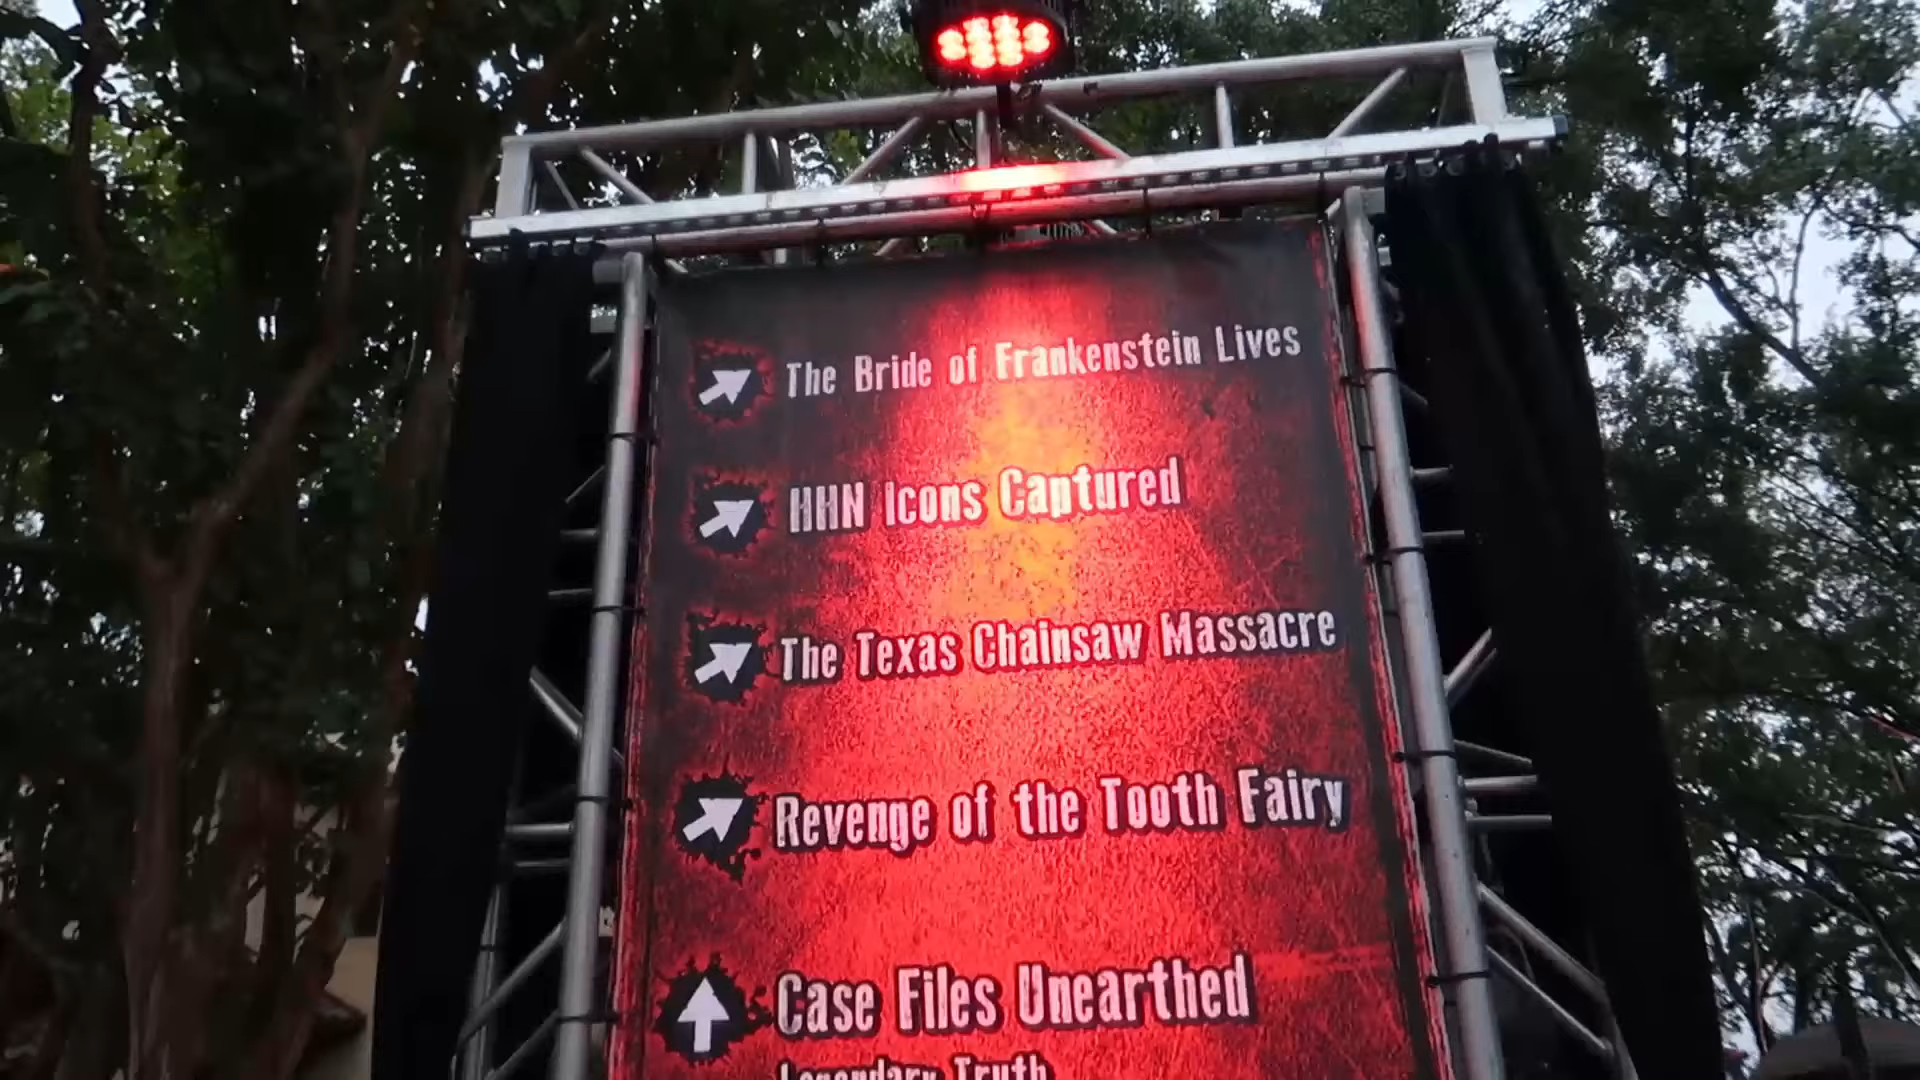 The Bride of Frankenstein Lives
HHN Icons Captured
The Texas Chainsaw Massacre
Revenge of the Tooth Fairy
Case Files Unearthed
Legendary Truth